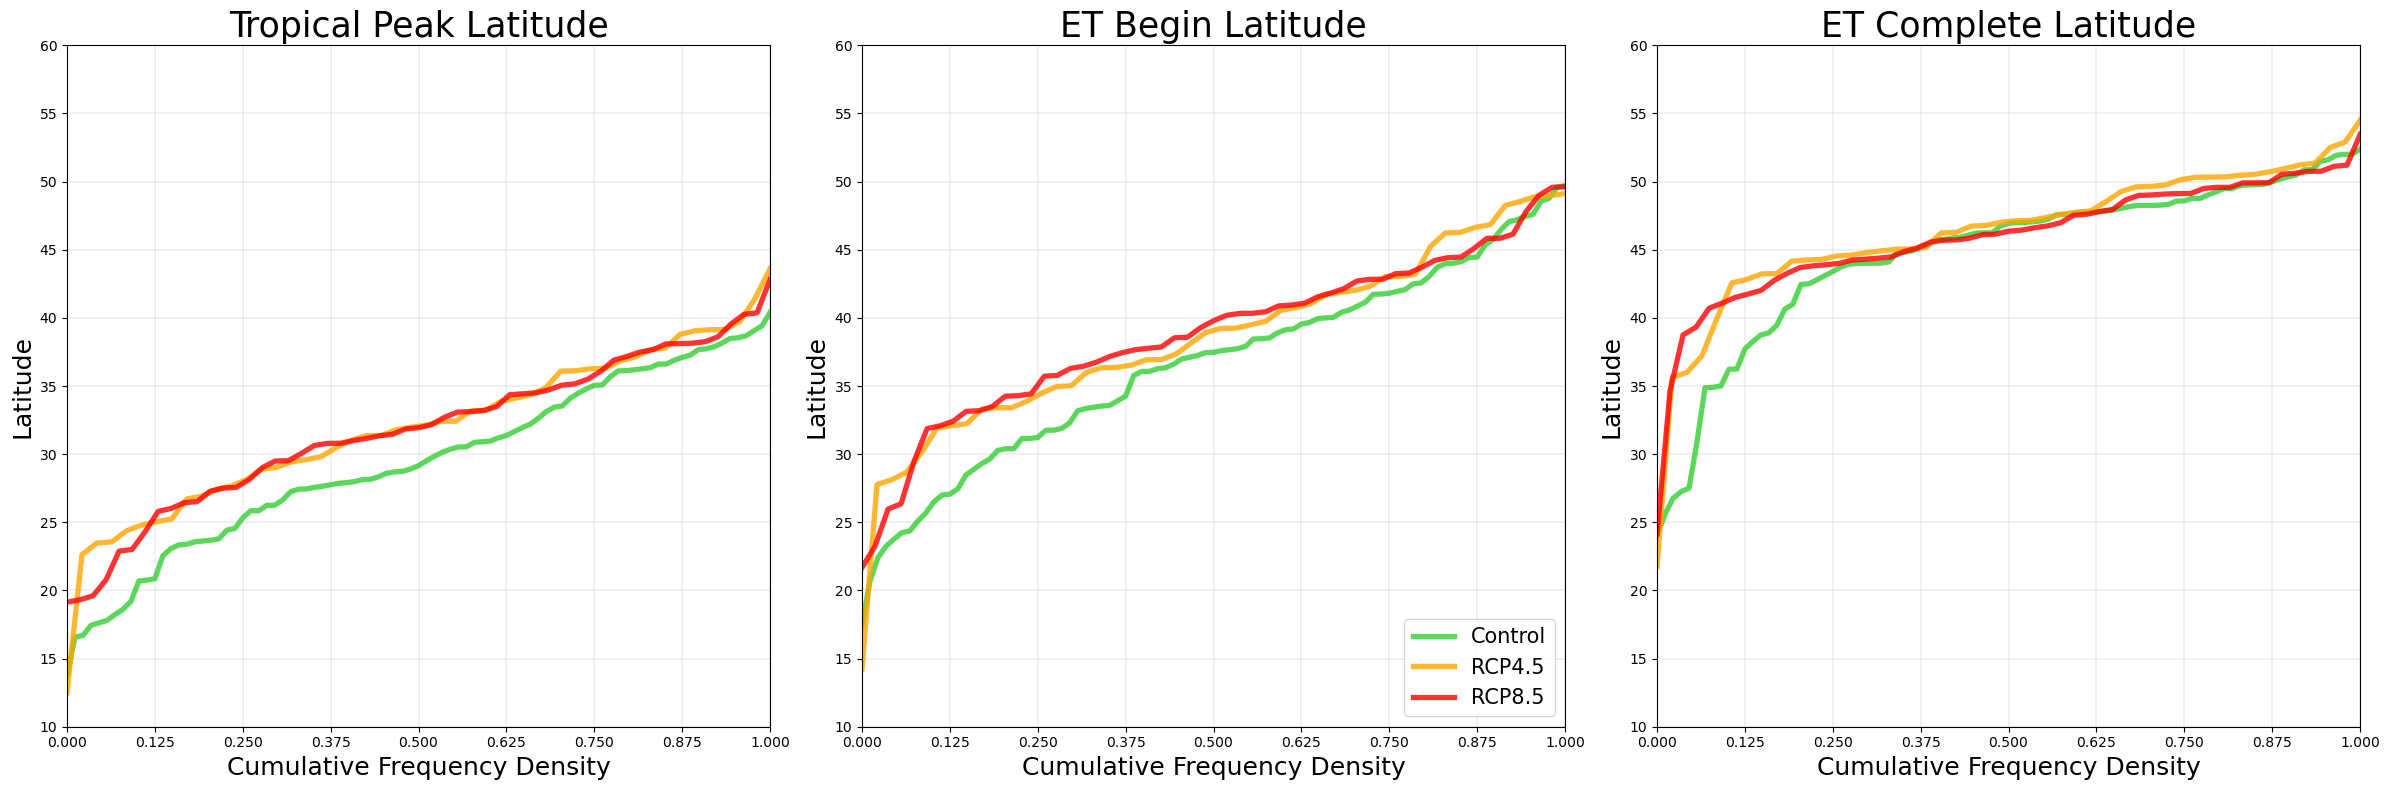 Tropical Peak Latitude
60
55
50
45
40
35
30
25
20
15
10
Latitude
0.000 0.125 0.250 0.375 0.500 0.625 0.750 0.875 1.000
Cumulative Frequency Density
ET Begin Latitude
60
55
50
45
40
35
30
25
20
15
10
Latitude
Control
RCP4.5
RCP8.5
0.000 0.125 0.250 0.375 0.500 0.625 0.750 0.875 1.000
Cumulative Frequency Density
ET Complete Latitude
60
55
50
45
40
35
30
25
20
15
10
Latitude
0.000 0.125 0.250 0.375 0.500 0.625 0.750 0.875 1.000
Cumulative Frequency Density